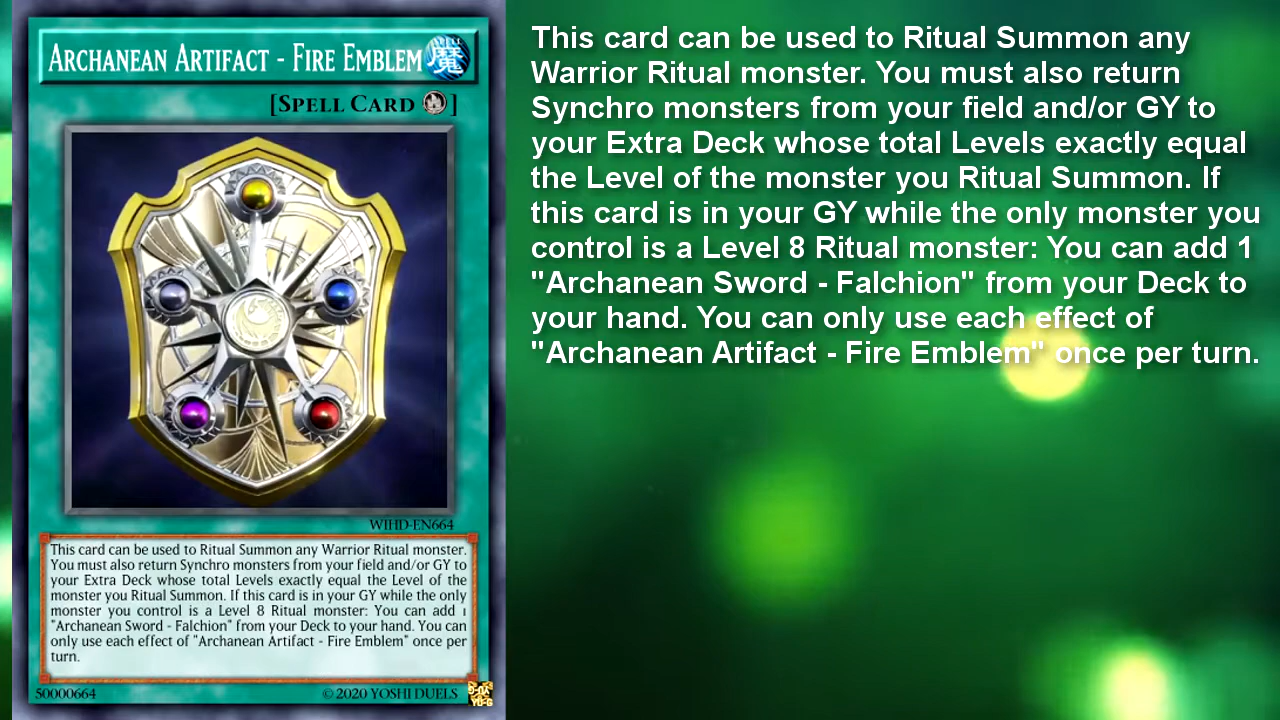 Archanean Artifact - Fire Emblem
[Spell Card]
WIHD-EN664
This card can be used to Ritual Summon any Warrior Ritual monster.
You must also return Synchro monsters from your field and/or GY to
your Extra Deck whose total Levels exactly equal the Level of the
monster you Ritual Summon. If this card is in your GY while the only
monster you control is a Level 8 Ritual monster: You can add 1
"Archanean Sword - Falchion" from your Deck to your hand. You can
only use each effect of "Archanean Artifact - Fire Emblem" once per
turn.
50000664
© 2020 YOSHI DUELS
This card can be used to Ritual Summon any
Warrior Ritual monster. You must also return
Synchro monsters from your field and/or GY to
your Extra Deck whose total Levels exactly equal
the Level of the monster you Ritual Summon. If
this card is in your GY while the only monster you
control is a Level 8 Ritual monster: You can add 1
"Archanean Sword - Falchion" from your Deck to
your hand. You can only use each effect of
"Archanean Artifact - Fire Emblem" once per turn.